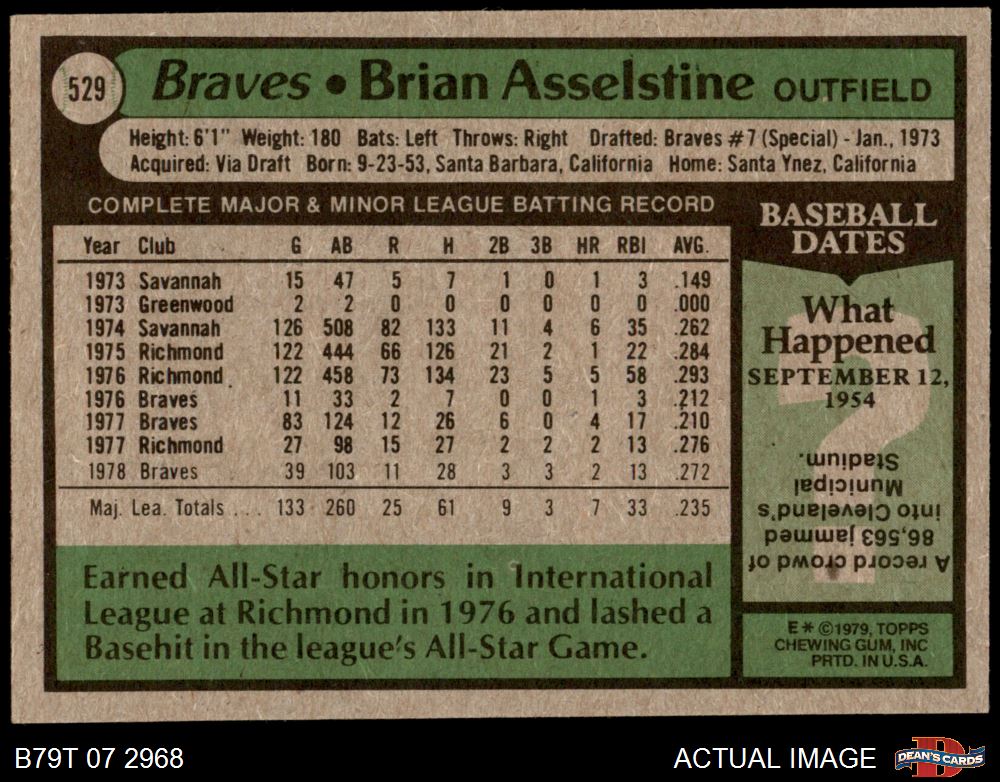 529
Braves • Brian Asselstine OUTFIELD
Height: 6'1" Weight: 180 Bats: Left Throws: Right Drafted: Braves #7 (Special) - Jan., 1973
Acquired: Via Draft Born: 9-23-53, Santa Barbara, California Home: Santa Ynez, California
COMPLETE MAJOR & MINOR LEAGUE BATTING RECORD
Year Club G AB R H 2B 3B HR RBI AVG.
1973 Savannah 15 47 5 7 1 0 1 3 .149
1973 Greenwood 2 2 0 0 0 0 0 0 .000
1974 Savannah 126 508 82 133 11 4 6 35 .262
1975 Richmond 122 444 66 126 21 2 1 22 .284
1976 Richmond 122 458 73 134 23 5 5 58 .293
1976 Braves 11 33 2 7 0 0 1 3 .212
1977 Braves 83 124 12 26 6 0 4 17 .210
1977 Richmond 27 98 15 27 2 2 2 13 .276
1978 Braves 39 103 11 28 3 3 2 13 .272
Maj. Lea. Totals ... 133 260 25 61 9 3 7 33 .235
Earned All-Star honors in International
League at Richmond in 1976 and lashed a
Basehit in the league's All-Star Game.
BASEBALL
DATES
What
Happened
SEPTEMBER 12,
1954
A record crowd of
86,563 jammed
into Cleveland's
Municipal
Stadium.
E * ©1979, TOPPS
CHEWING GUM, INC
PRTD. IN U.S.A.
B79T 07 2968
ACTUAL IMAGE
DEAN'S CARDS